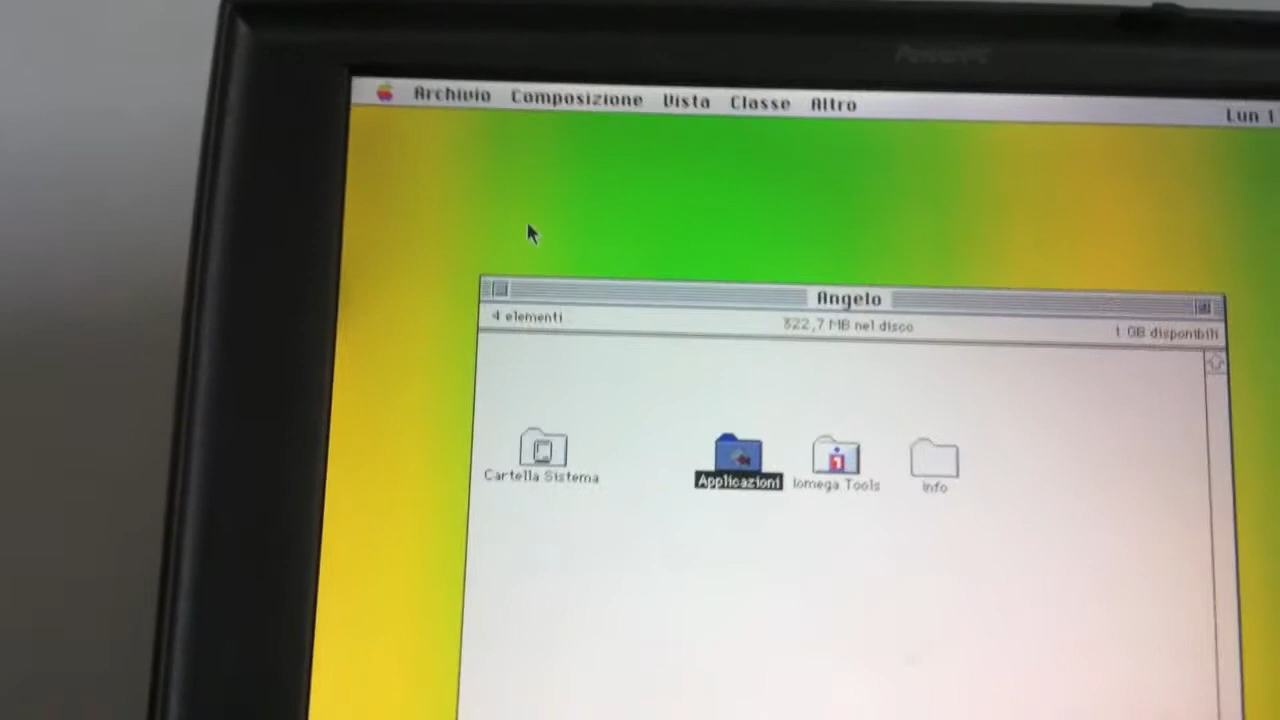 PowerPC
Archivio Composizione Vista Classe Altro
Lun 1
Angelo
4 elementi 322,7 MB nel disco 1 GB disponibili
Cartella Sistema Applicazioni Iomega Tools Info